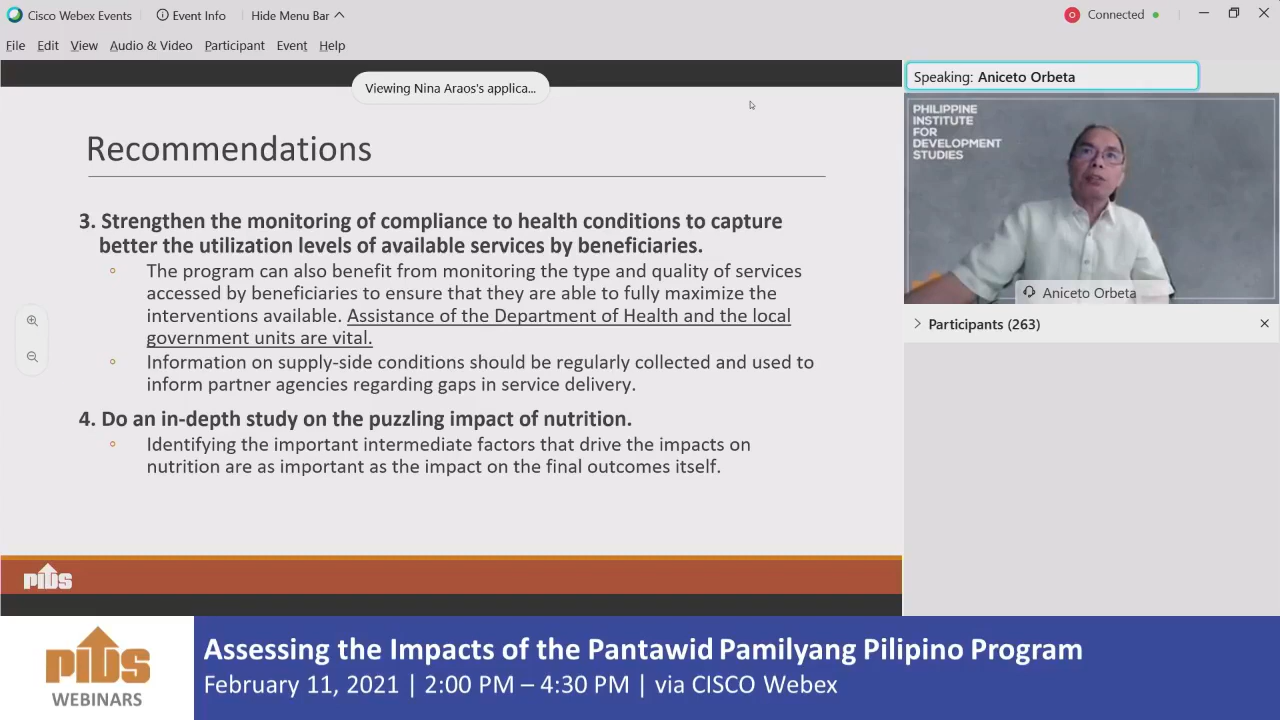 Cisco Webex Events
Event Info
Hide Menu Bar
Connected
File Edit View Audio & Video Participant Event Help
Viewing Nina Araos's applica...
Speaking: Aniceto Orbeta
PHILIPPINE
INSTITUTE
FOR
DEVELOPMENT
STUDIES
Aniceto Orbeta
Participants (263)
Recommendations
3. Strengthen the monitoring of compliance to health conditions to capture
better the utilization levels of available services by beneficiaries.
The program can also benefit from monitoring the type and quality of services
accessed by beneficiaries to ensure that they are able to fully maximize the
interventions available. Assistance of the Department of Health and the local
government units are vital.
Information on supply-side conditions should be regularly collected and used to
inform partner agencies regarding gaps in service delivery.
4. Do an in-depth study on the puzzling impact of nutrition.
Identifying the important intermediate factors that drive the impacts on
nutrition are as important as the impact on the final outcomes itself.
PIDS
PIDS
WEBINARS
Assessing the Impacts of the Pantawid Pamilyang Pilipino Program
February 11, 2021 | 2:00 PM – 4:30 PM | via CISCO Webex